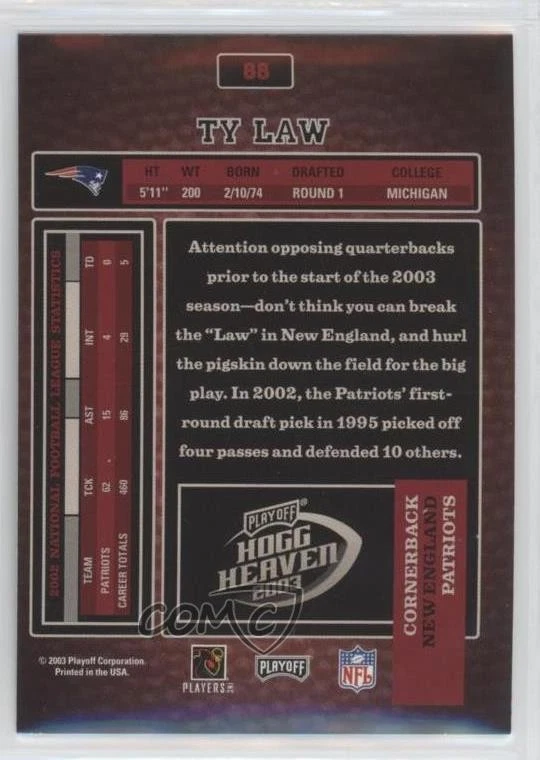 88
TY LAW
HT WT BORN DRAFTED COLLEGE
5'11" 200 2/10/74 ROUND 1 MICHIGAN
2002 NATIONAL FOOTBALL LEAGUE STATISTICS
TEAM TCK AST INT TD
PATRIOTS 62 15 4 0
CAREER TOTALS 460 86 29 5
Attention opposing quarterbacks
prior to the start of the 2003
season—don't think you can break
the "Law" in New England, and hurl
the pigskin down the field for the big
play. In 2002, the Patriots' first-
round draft pick in 1995 picked off
four passes and defended 10 others.
PLAYOFF®
HOGG
HEAVEN
2003
CORNERBACK
NEW ENGLAND
PATRIOTS
COMC
© 2003 Playoff Corporation.
Printed in the USA.
PLAYERS INC
PLAYOFF
NFL